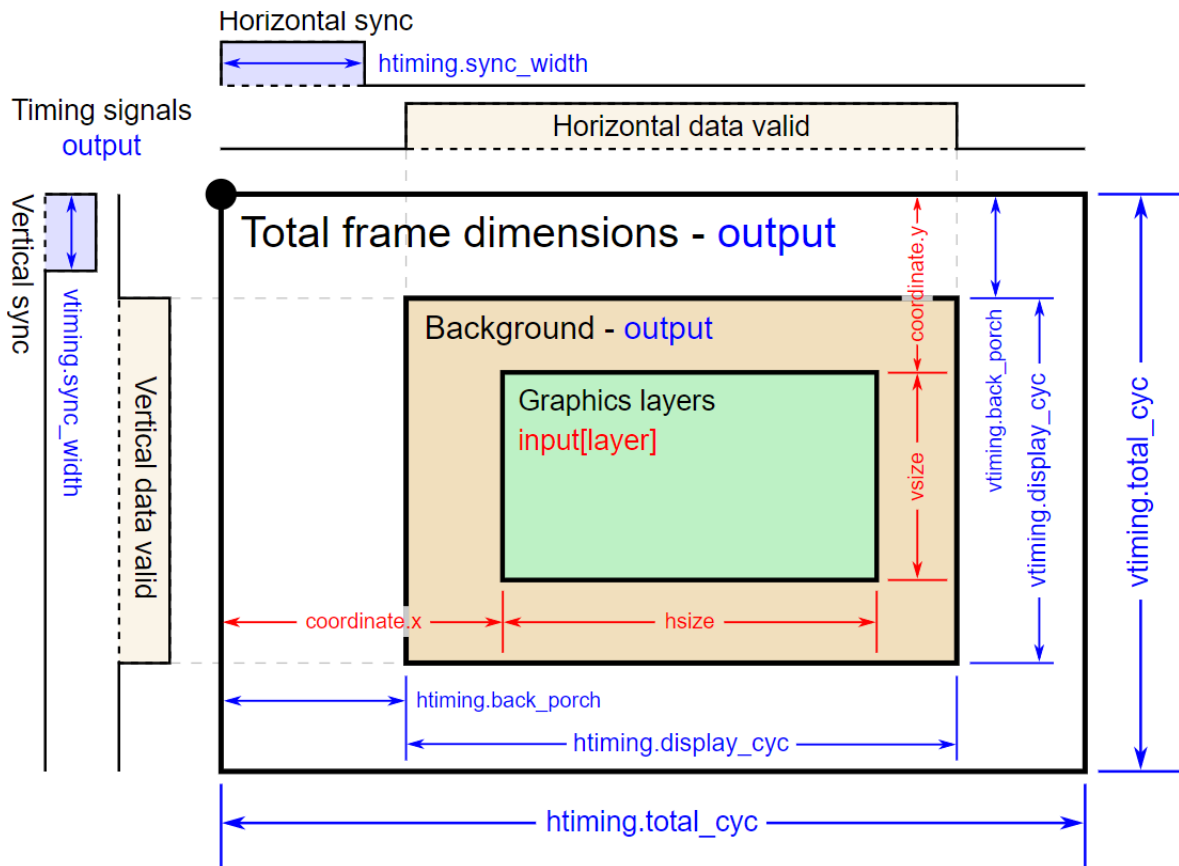 Horizontal sync
htiming.sync_width
Timing signals
output
Horizontal data valid
Vertical sync
vtiming.sync_width
Vertical data valid
Total frame dimensions - output
coordinate.y
vtiming.back_porch
vtiming.display_cyc
vtiming.total_cyc
Background - output
Graphics layers
input[layer]
vsize
coordinate.x
hsize
htiming.back_porch
htiming.display_cyc
htiming.total_cyc